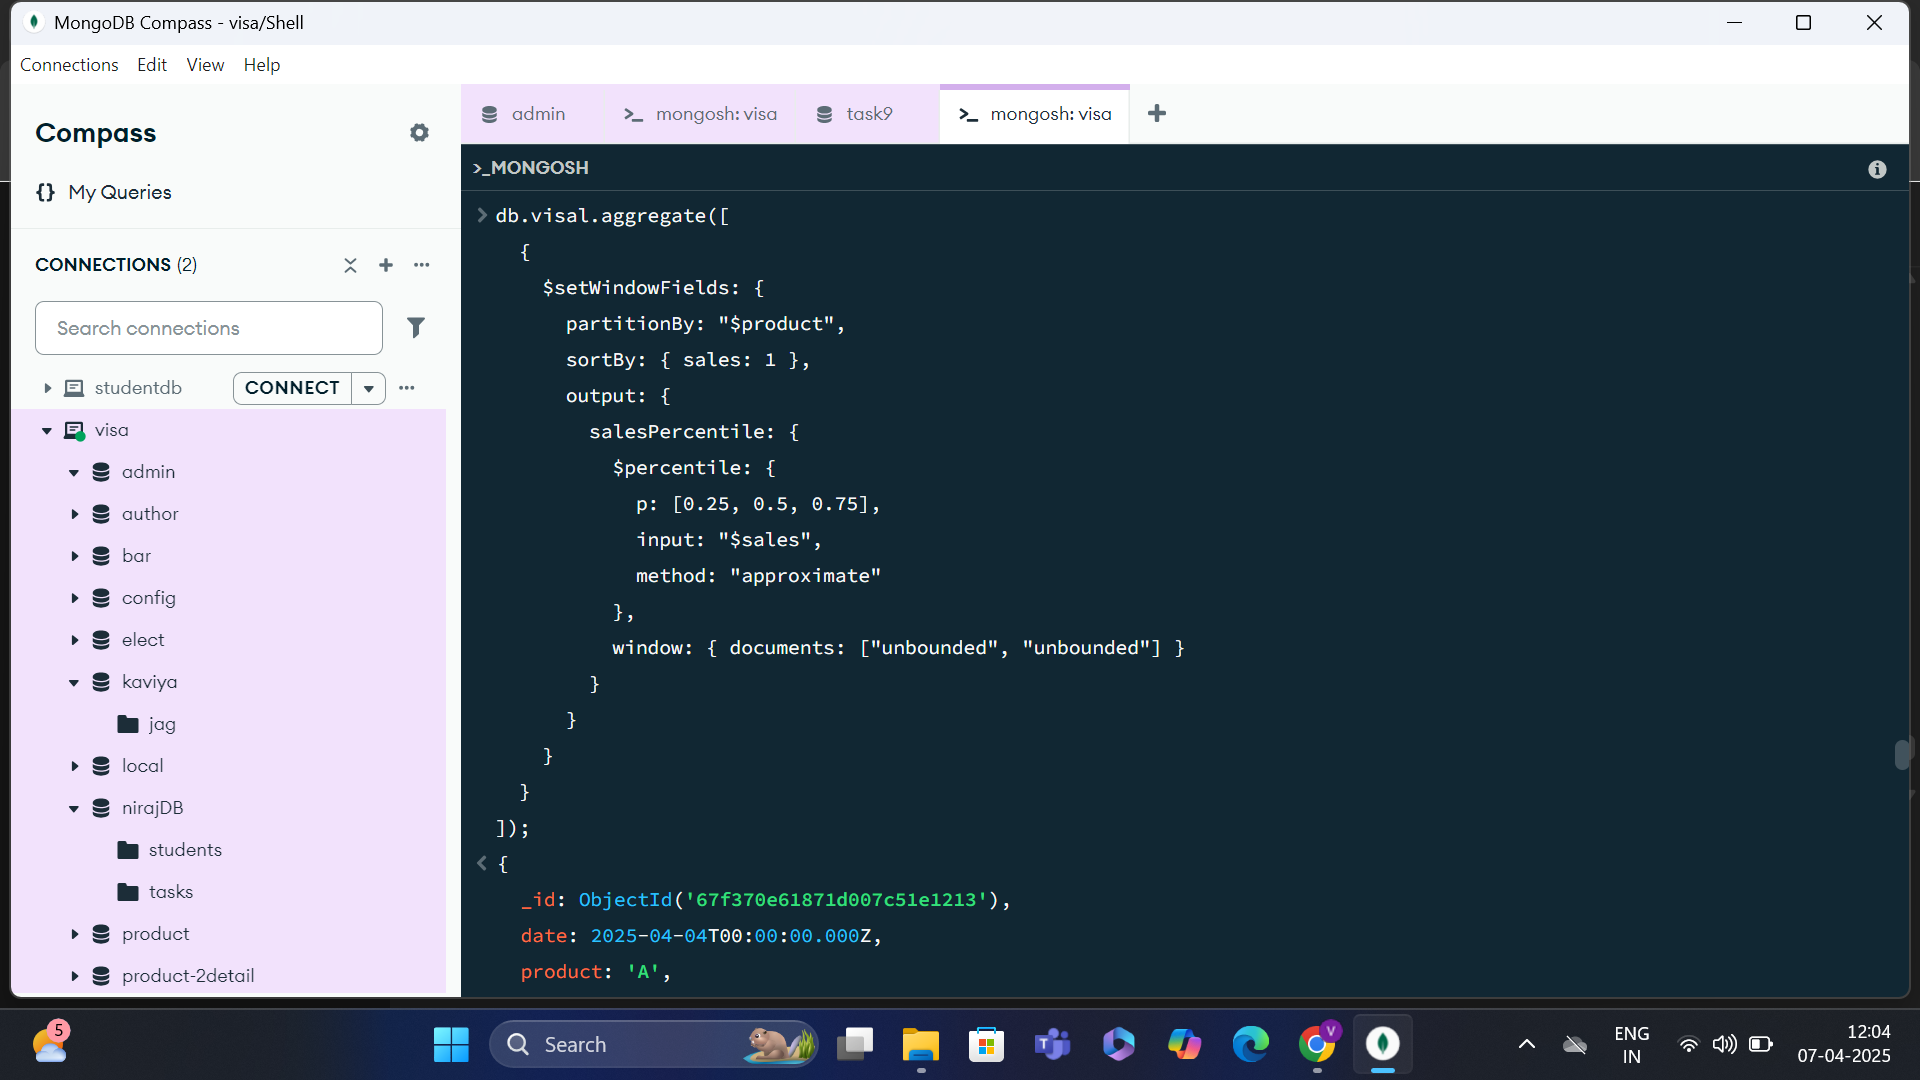 MongoDB Compass - visa/Shell
Connections Edit View Help
Compass
{} My Queries
CONNECTIONS (2)
Search connections
studentdb CONNECT
visa
admin
author
bar
config
elect
kaviya
jag
local
nirajDB
students
tasks
product
product-2detail
admin
>_ mongosh: visa
task9
>_ mongosh: visa
>_MONGOSH
> db.visal.aggregate([
{
$setWindowFields: {
partitionBy: "$product",
sortBy: { sales: 1 },
output: {
salesPercentile: {
$percentile: {
p: [0.25, 0.5, 0.75],
input: "$sales",
method: "approximate"
},
window: { documents: ["unbounded", "unbounded"] }
}
}
}
}
]);
< {
_id: ObjectId('67f370e61871d007c51e1213'),
date: 2025-04-04T00:00:00.000Z,
product: 'A',
5
Search
V
ENG
IN
12:04
07-04-2025